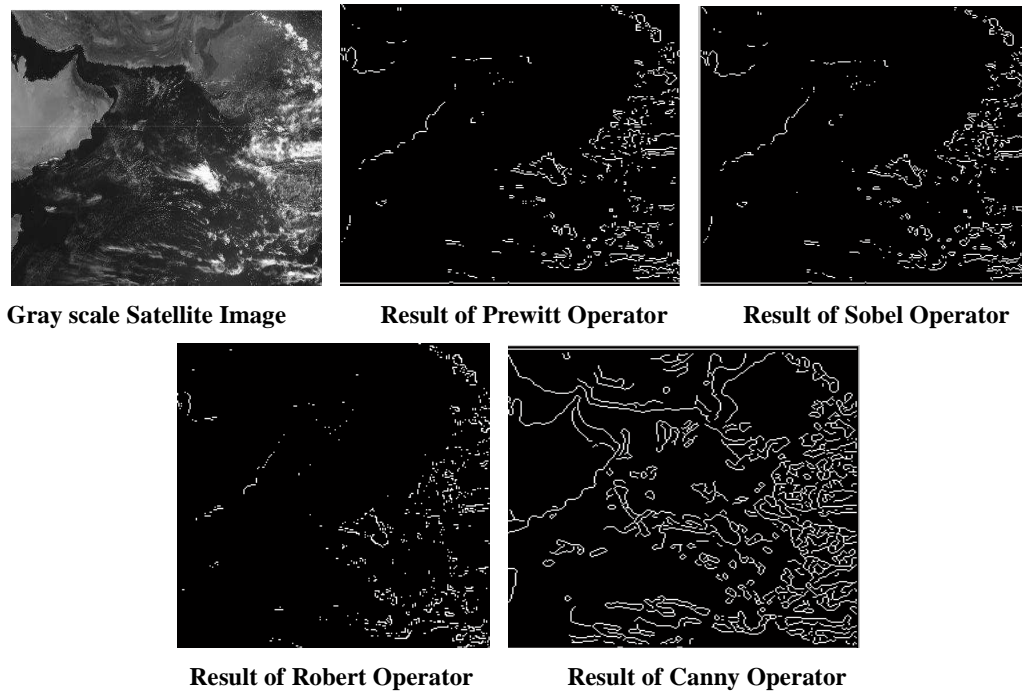 Gray scale Satellite Image
Result of Prewitt Operator
Result of Sobel Operator
Result of Robert Operator
Result of Canny Operator